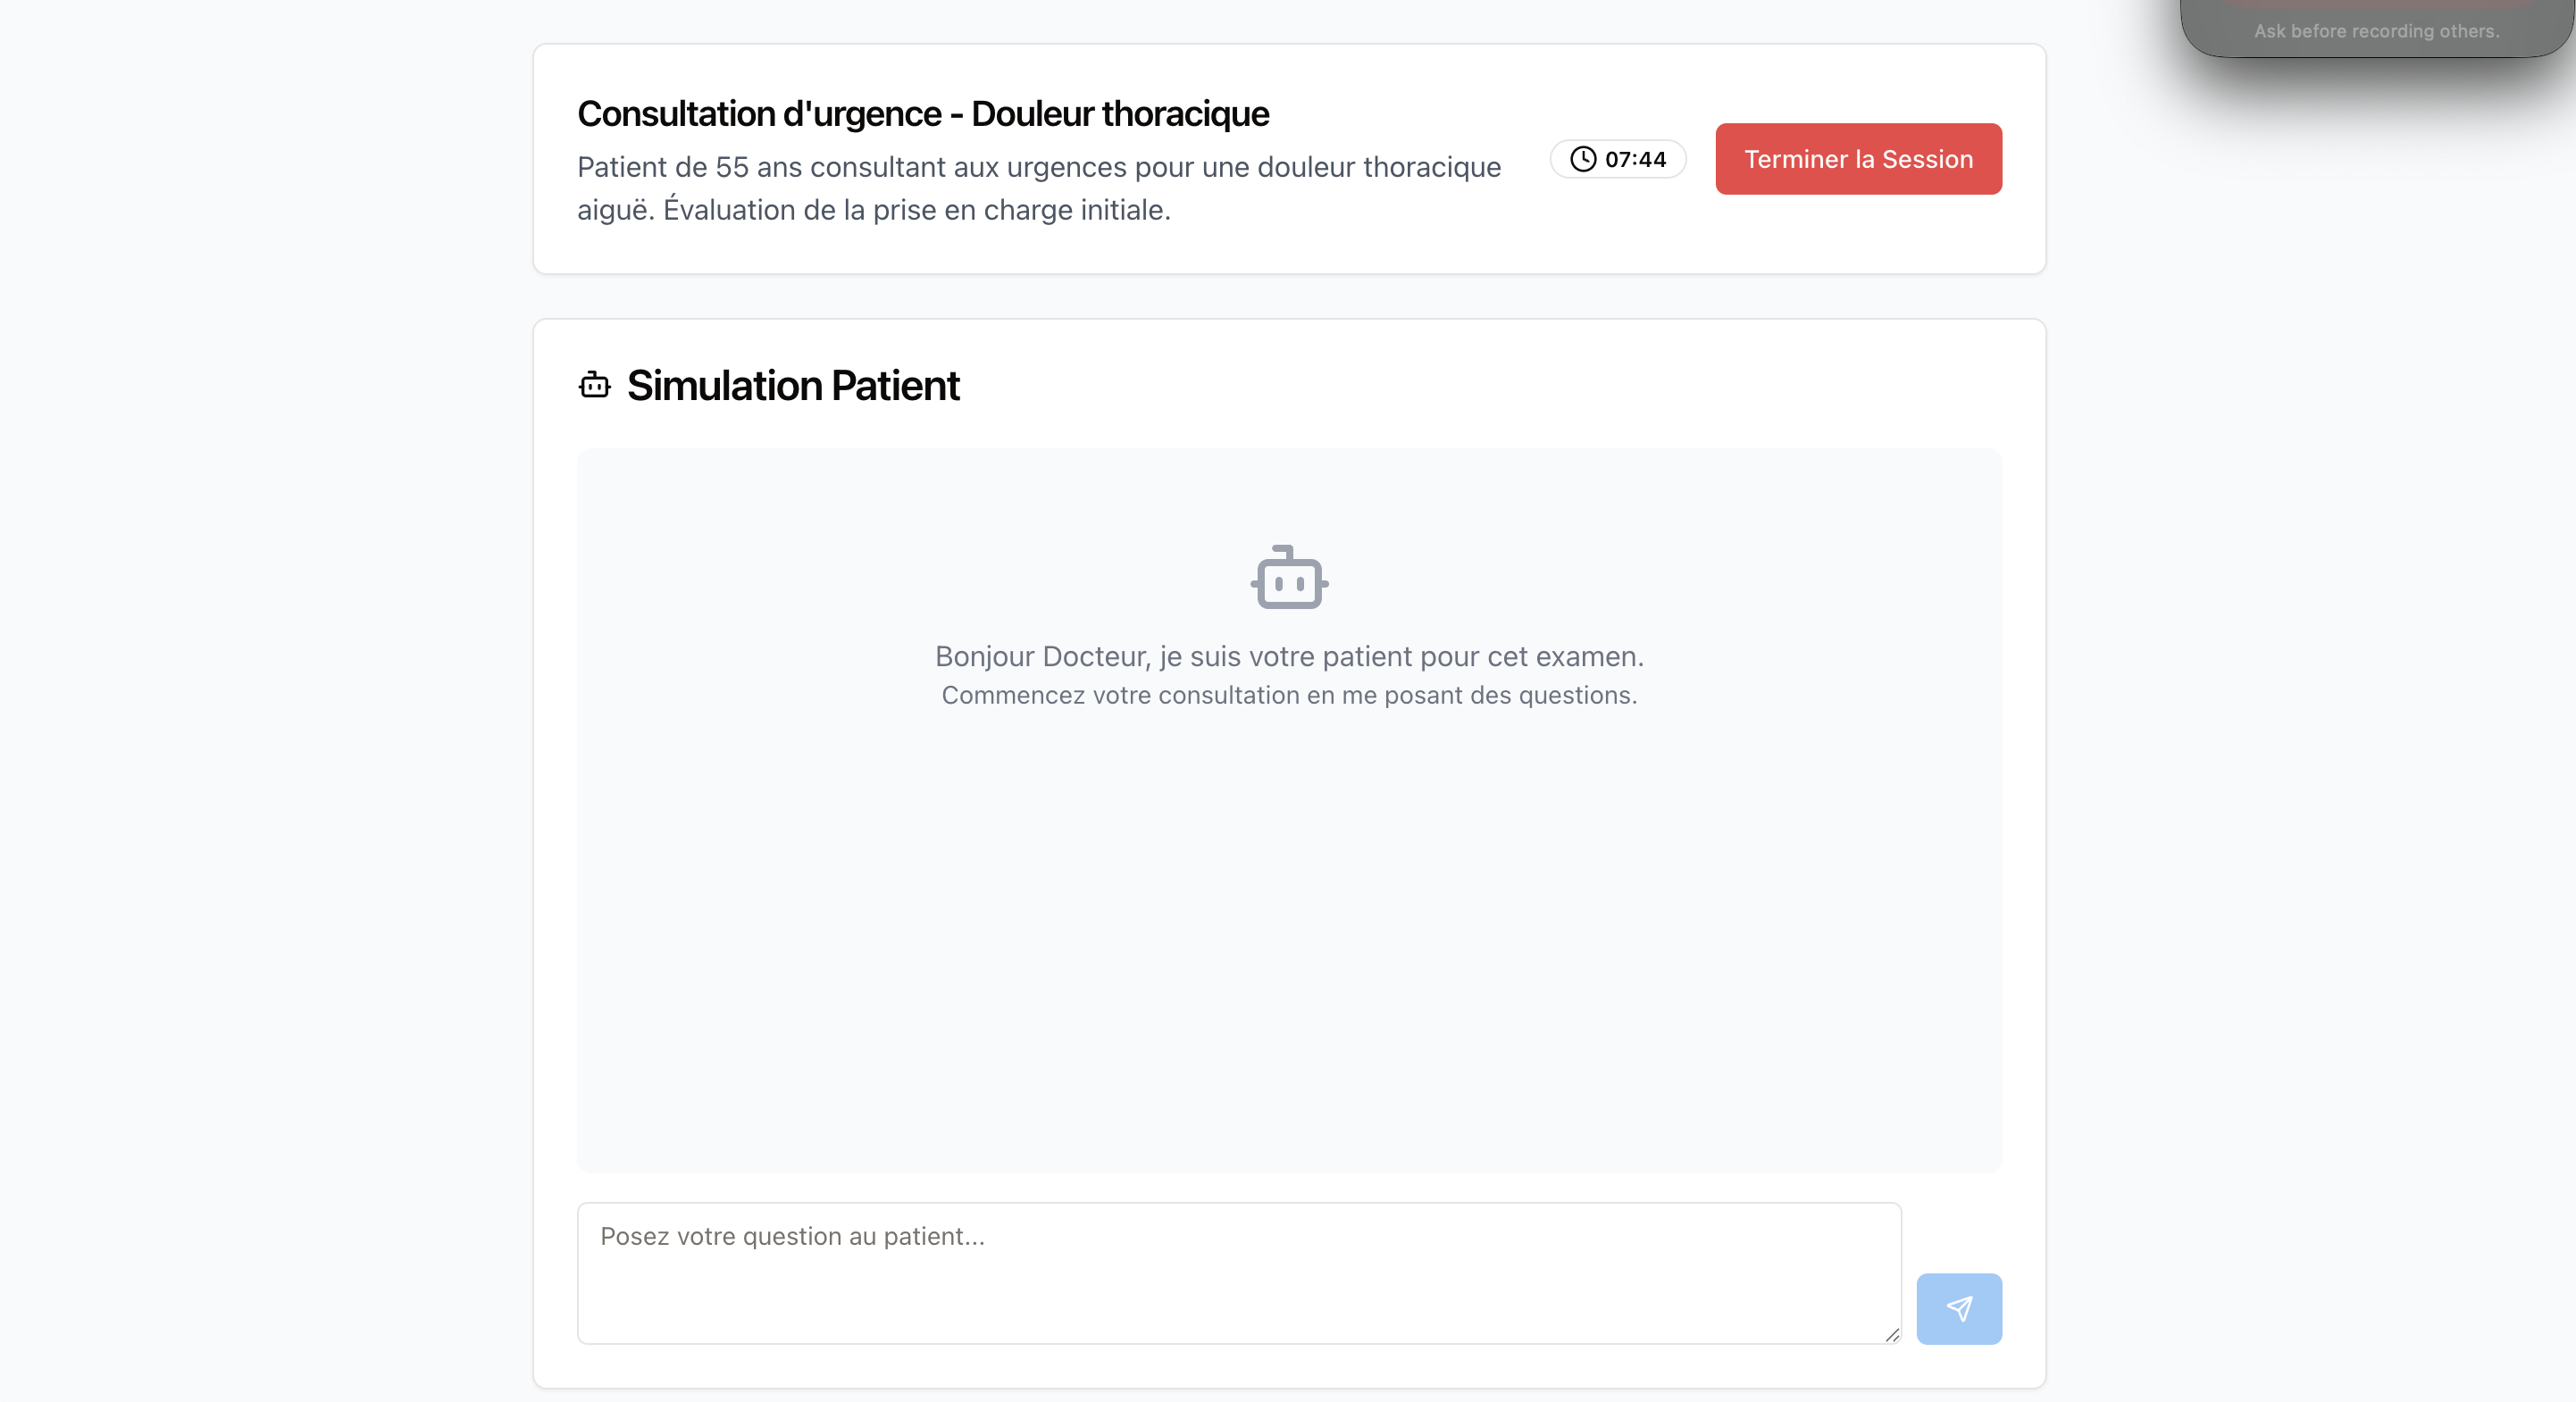 Ask before recording others.
Consultation d'urgence - Douleur thoracique
Patient de 55 ans consultant aux urgences pour une douleur thoracique
aiguë. Évaluation de la prise en charge initiale.
07:44
Terminer la Session
Simulation Patient
Bonjour Docteur, je suis votre patient pour cet examen.
Commencez votre consultation en me posant des questions.
Posez votre question au patient...